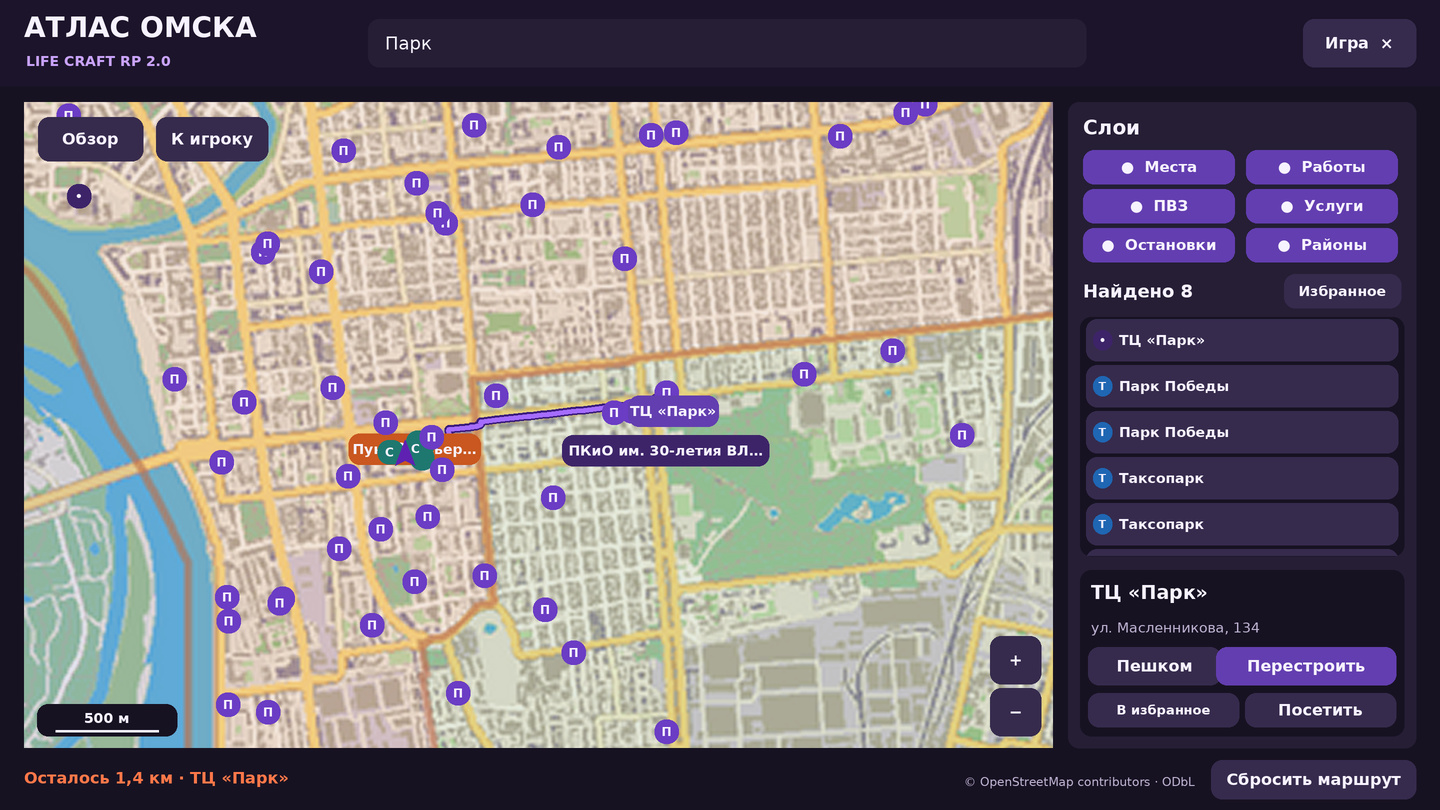 АТЛАС ОМСКА
LIFE CRAFT RP 2.0
Парк
Игра ×
Обзор
К игроку
ТЦ «Парк»
ПКиО им. 30-летия ВЛ...
500 м
+
−
Слои
Места
Работы
ПВЗ
Услуги
Остановки
Районы
Найдено 8
Избранное
ТЦ «Парк»
Т Парк Победы
Т Парк Победы
Т Таксопарк
Т Таксопарк
ТЦ «Парк»
ул. Масленникова, 134
Пешком
Перестроить
В избранное
Посетить
Осталось 1,4 км · ТЦ «Парк»
© OpenStreetMap contributors · ODbL
Сбросить маршрут